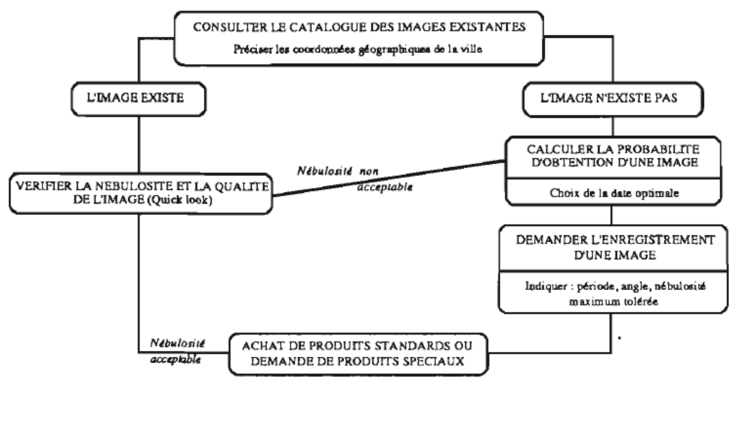 CONSULTER LE CATALOGUE DES IMAGES EXISTANTES
Préciser les coordonnées géographiques de la ville
L'IMAGE EXISTE
L'IMAGE N'EXISTE PAS
Nébulosité non
acceptable
CALCULER LA PROBABILITE
D'OBTENTION D'UNE IMAGE
Choix de la date optimale
VERIFIER LA NEBULOSITE ET LA QUALITE
DE L'IMAGE (Quick look)
DEMANDER L'ENREGISTREMENT
D'UNE IMAGE
Indiquer : période, angle, nébulosité
maximum tolérée
Nébulosité
acceptable
ACHAT DE PRODUITS STANDARDS OU
DEMANDE DE PRODUITS SPECIAUX